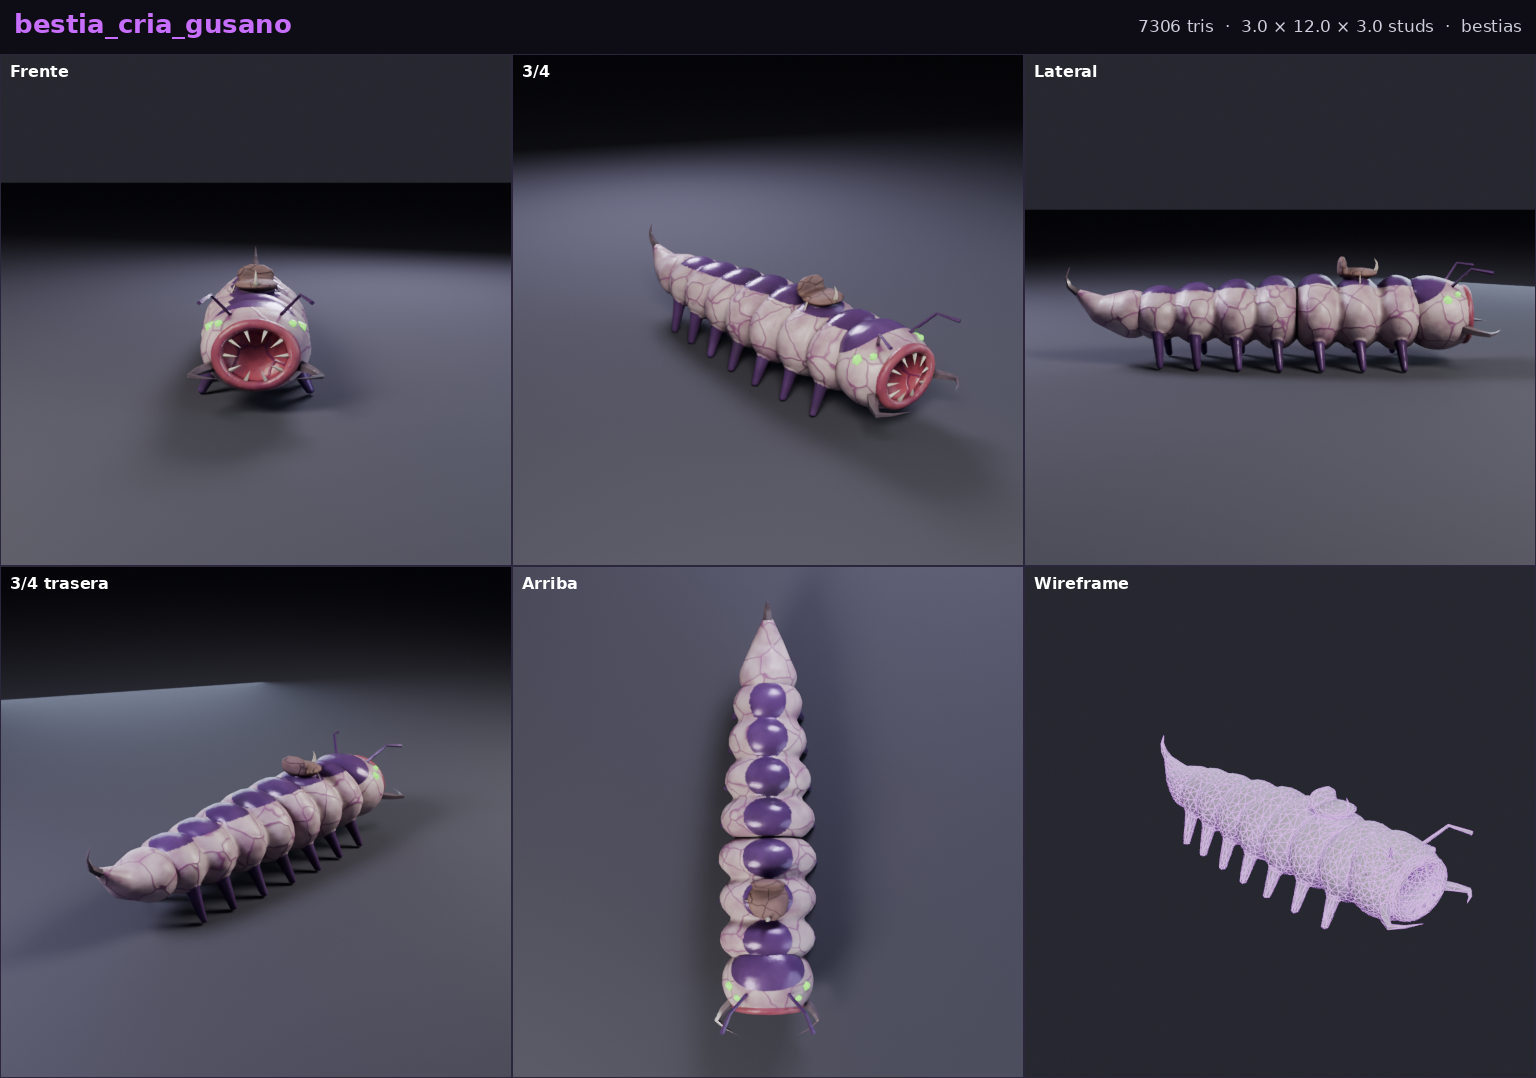 bestia_cria_gusano
7306 tris · 3.0 × 12.0 × 3.0 studs · bestias
Frente
3/4
Lateral
3/4 trasera
Arriba
Wireframe